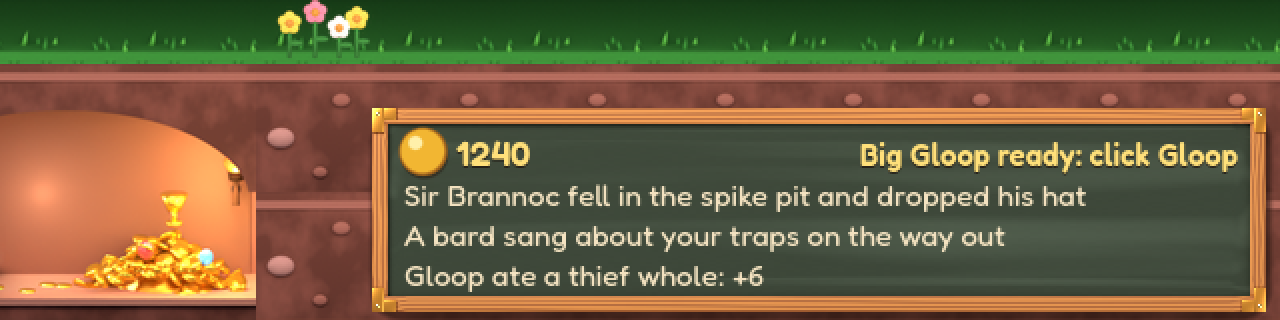 1240
Big Gloop ready: click Gloop
Sir Brannoc fell in the spike pit and dropped his hat
A bard sang about your traps on the way out
Gloop ate a thief whole: +6